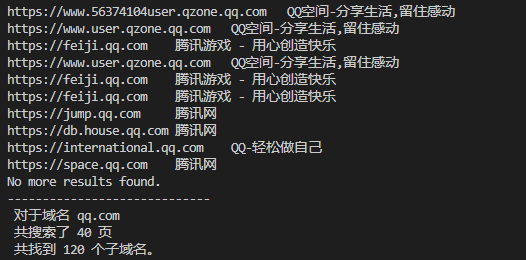 https://www.56374104user.qzone.qq.com QQ空间-分享生活,留住感动
https://www.user.qzone.qq.com QQ空间-分享生活,留住感动
https://feiji.qq.com 腾讯游戏 - 用心创造快乐
https://www.user.qzone.qq.com QQ空间-分享生活,留住感动
https://feiji.qq.com 腾讯游戏 - 用心创造快乐
https://feiji.qq.com 腾讯游戏 - 用心创造快乐
https://jump.qq.com 腾讯网
https://db.house.qq.com 腾讯网
https://international.qq.com QQ-轻松做自己
https://space.qq.com 腾讯网
No more results found.
-----------------------------
对于域名 qq.com
共搜索了 40 页
共找到 120 个子域名。